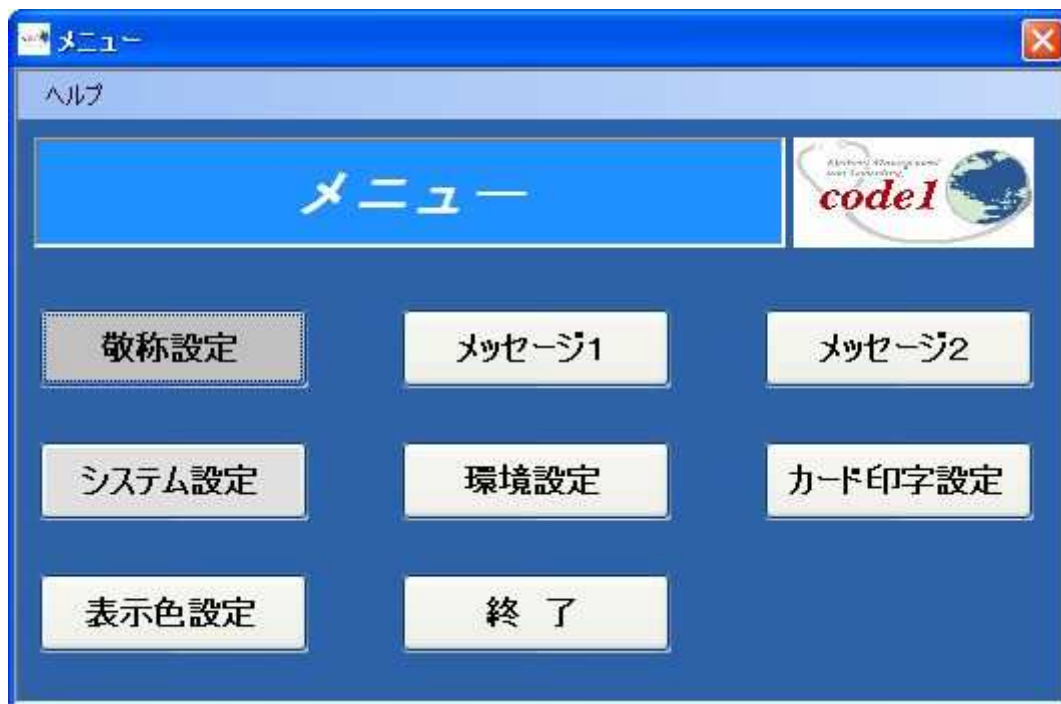 メニュー
ヘルプ
メニュー
code1
敬称設定
メッセージ1
メッセージ2
システム設定
環境設定
カード印字設定
表示色設定
終 了